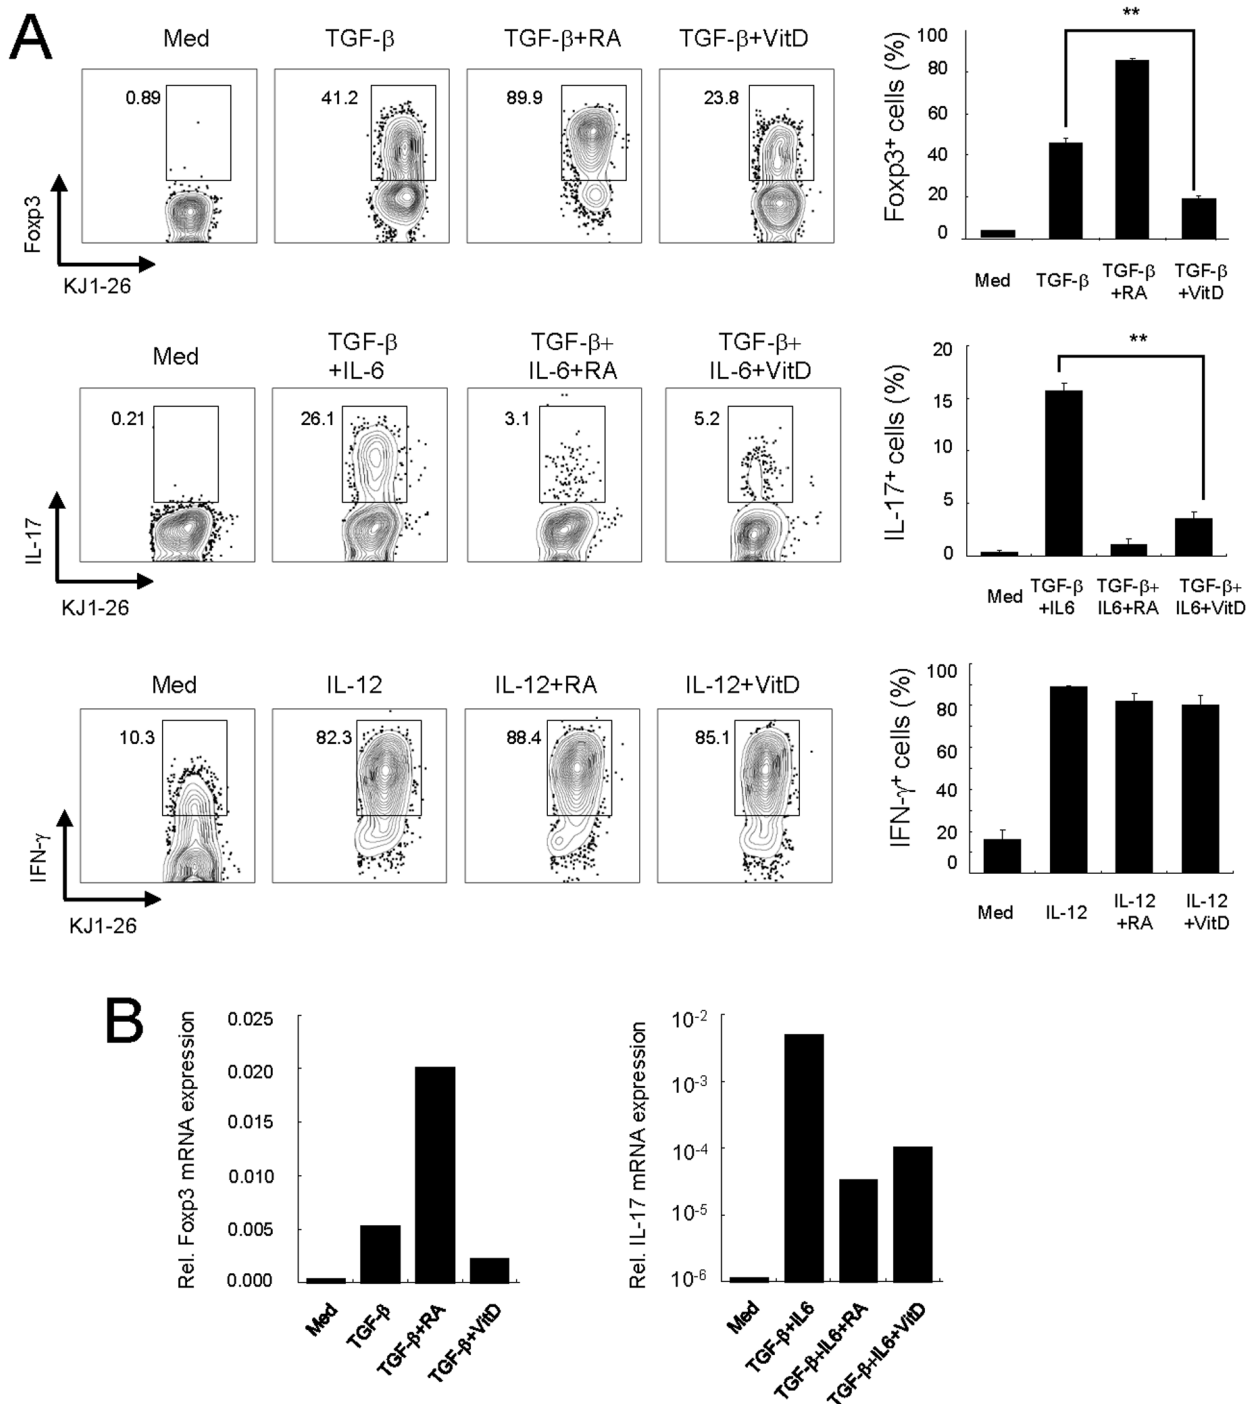 A
Med
TGF-β
TGF-β+RA
TGF-β+VitD
0.89
41.2
89.9
23.8
Foxp3
KJ1-26
**
Foxp3+ cells (%)
100
80
60
40
20
0
Med
TGF-β
TGF-β
+RA
TGF-β
+VitD
Med
TGF-β
+IL-6
TGF-β+
IL-6+RA
TGF-β+
IL-6+VitD
0.21
26.1
3.1
5.2
IL-17
KJ1-26
**
IL-17+ cells (%)
20
15
10
5
0
Med
TGF-β
+IL6
TGF-β+
IL6+RA
TGF-β+
IL6+VitD
Med
IL-12
IL-12+RA
IL-12+VitD
10.3
82.3
88.4
85.1
IFN-γ
KJ1-26
IFN-γ+ cells (%)
100
80
60
40
20
0
Med
IL-12
IL-12
+RA
IL-12
+VitD
B
Rel. Foxp3 mRNA expression
0.025
0.020
0.015
0.010
0.005
0.000
Med
TGF-β
TGF-β+RA
TGF-β+VitD
Rel. IL-17 mRNA expression
10-2
10-3
10-4
10-5
10-6
Med
TGF-β+IL6
TGF-β+IL6+RA
TGF-β+IL6+VitD